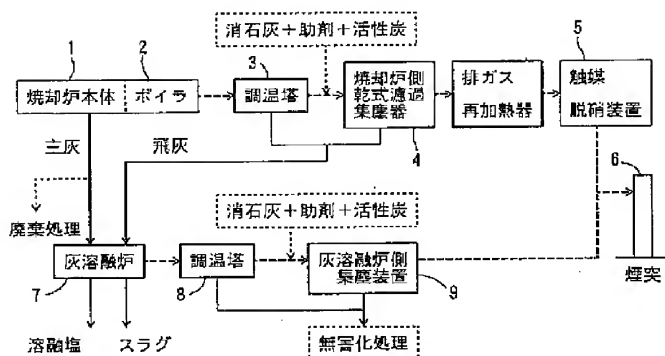 消石灰＋助剤＋活性炭
5
1
2
3
焼却炉本体
ボイラ
調温塔
焼却炉側
乾式濾過
集塵器
排ガス
再加熱器
触媒
脱硝装置
4
主灰
飛灰
6
消石灰＋助剤＋活性炭
廃棄処理
灰溶融炉
調温塔
灰溶融炉側
集塵装置
7
8
9
煙突
溶融塩
スラグ
無害化処理